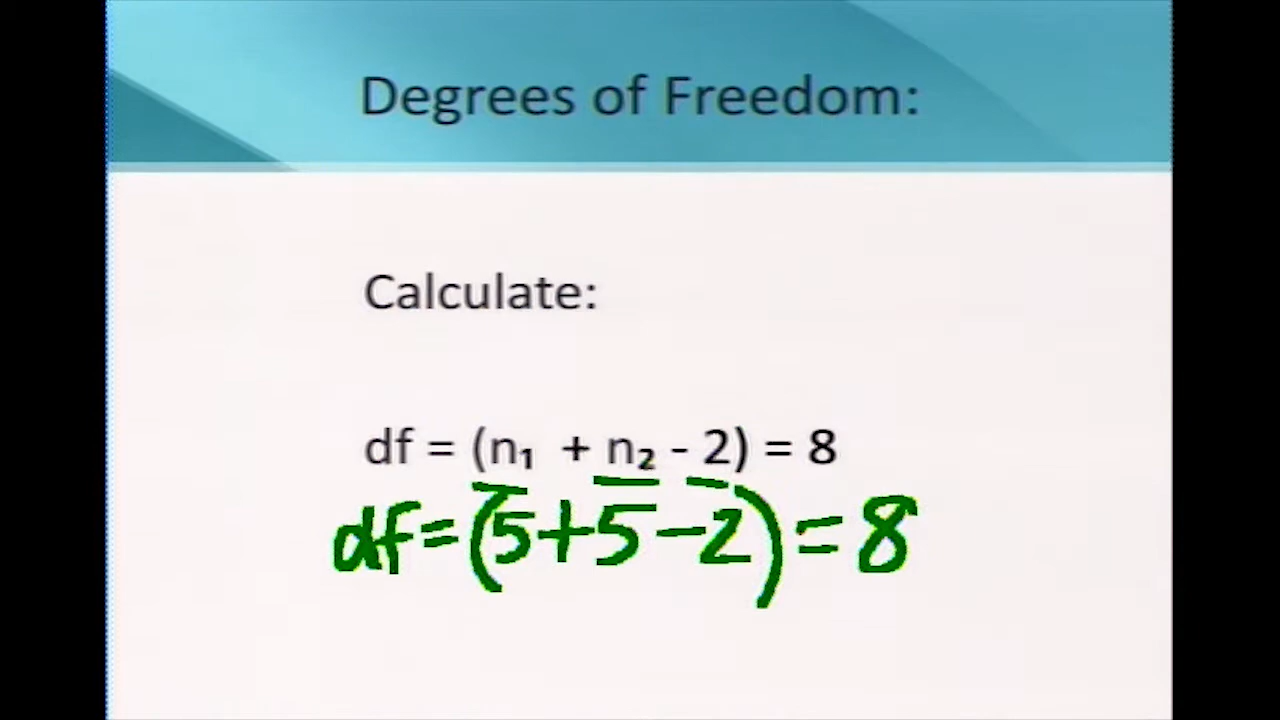 Degrees of Freedom:
Calculate:
df = (n₁ + n₂ - 2) = 8
df=(5+5-2)=8